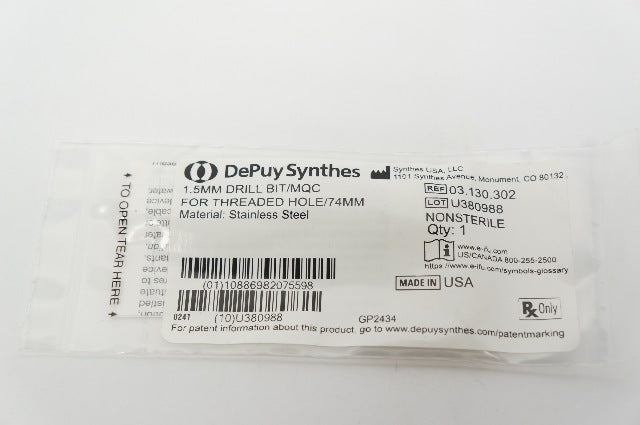 DePuy Synthes
Synthes USA, LLC
1101 Synthes Avenue, Monument, CO 80132
1.5MM DRILL BIT/MQC
FOR THREADED HOLE/74MM
Material: Stainless Steel
REF 03.130.302
LOT U380988
NONSTERILE
Qty: 1
www.e-ifu.com
US/CANADA 800-255-2500
https://www.e-ifu.com/symbols-glossary
MADE IN USA
(01)10886982075598
U241 (10)U380988
GP2434
Rx Only
For patent information about this product, go to www.depuysynthes.com/patentmarking
TO OPEN TEAR HERE